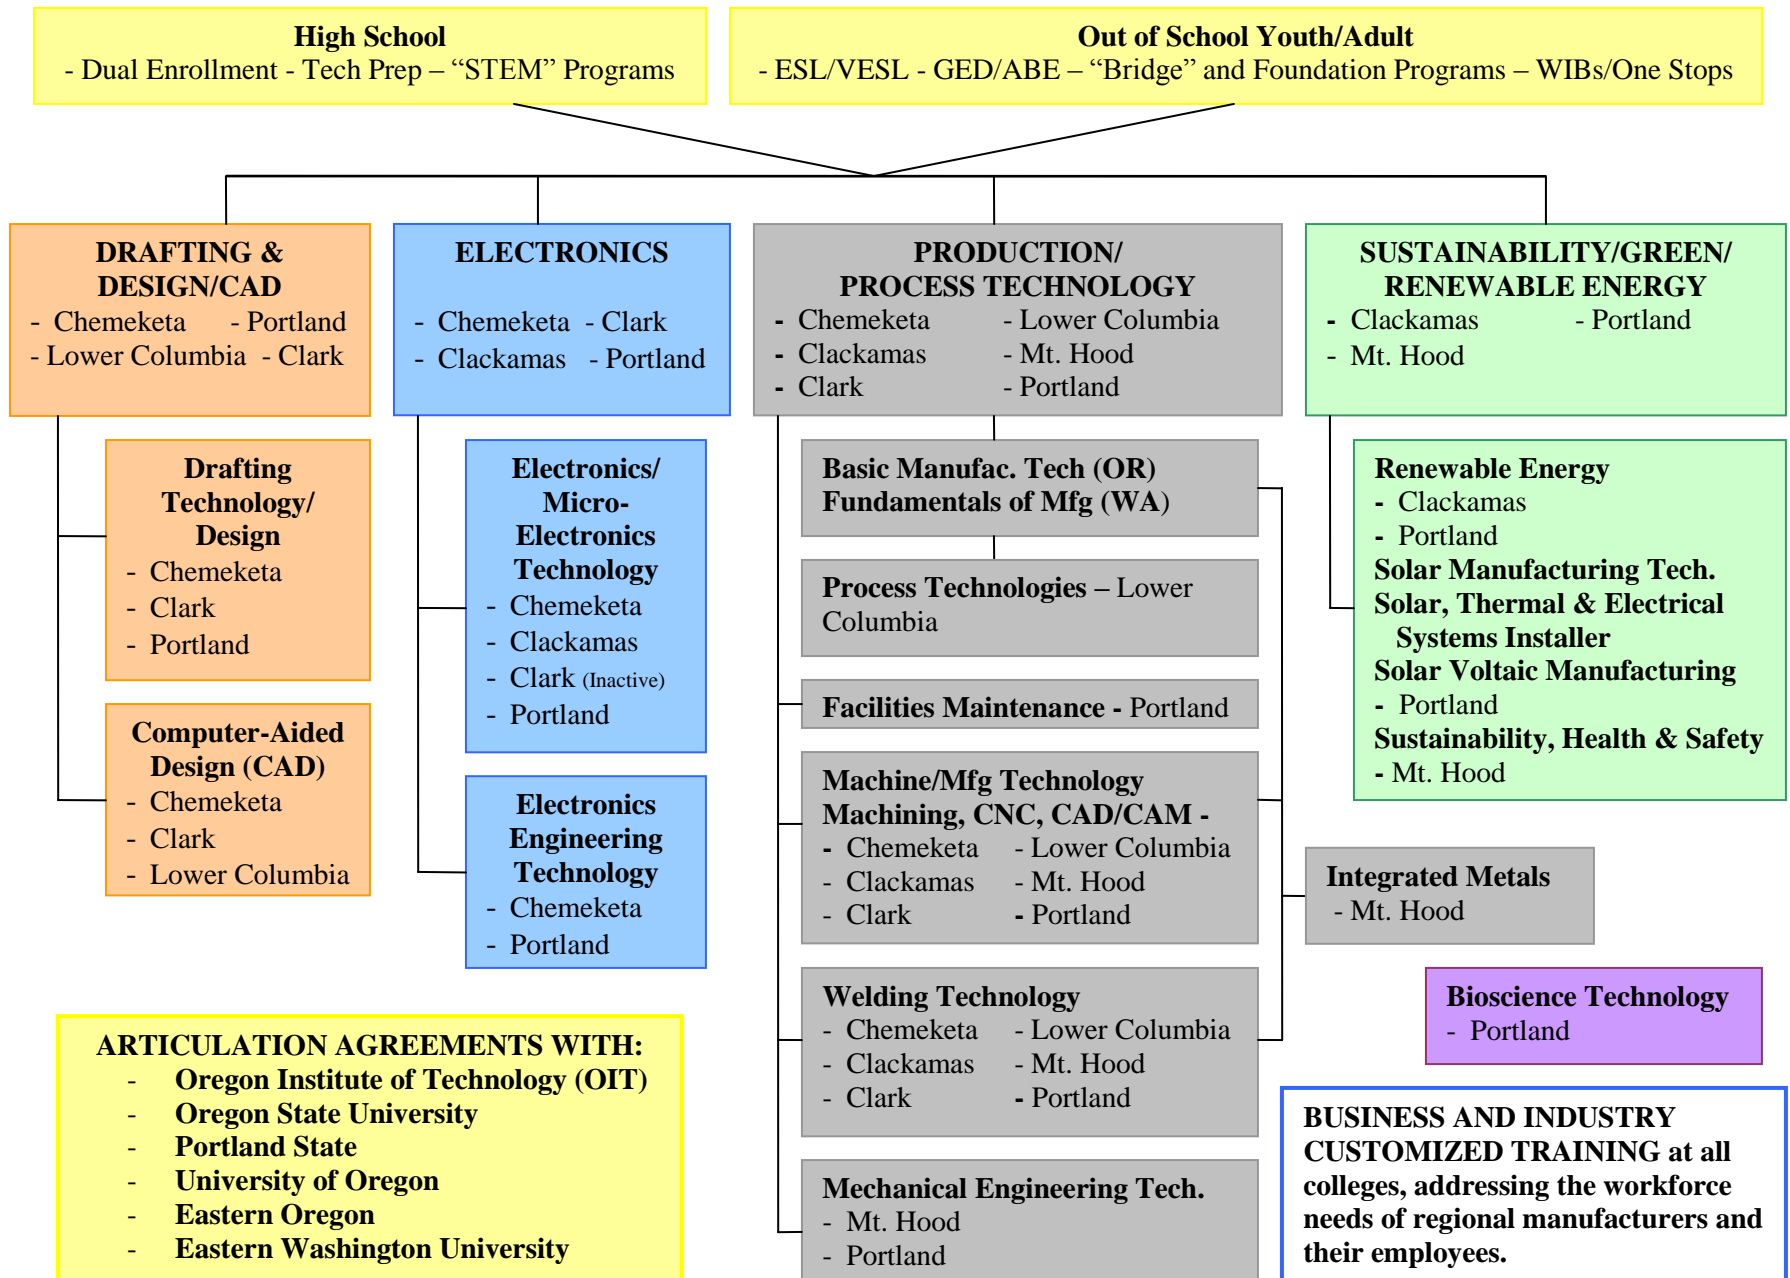 High School
- Dual Enrollment - Tech Prep – “STEM” Programs
Out of School Youth/Adult
- ESL/VESL - GED/ABE – “Bridge” and Foundation Programs – WIBs/One Stops
DRAFTING &
DESIGN/CAD
- Chemeketa - Portland
- Lower Columbia - Clark
ELECTRONICS
- Chemeketa - Clark
- Clackamas - Portland
PRODUCTION/
PROCESS TECHNOLOGY
- Chemeketa - Lower Columbia
- Clackamas - Mt. Hood
- Clark - Portland
SUSTAINABILITY/GREEN/
RENEWABLE ENERGY
- Clackamas - Portland
- Mt. Hood
Drafting
Technology/
Design
- Chemeketa
- Clark
- Portland
Computer-Aided
Design (CAD)
- Chemeketa
- Clark
- Lower Columbia
Electronics/
Micro-
Electronics
Technology
- Chemeketa
- Clackamas
- Clark (Inactive)
- Portland
Electronics
Engineering
Technology
- Chemeketa
- Portland
Basic Manufac. Tech (OR)
Fundamentals of Mfg (WA)
Process Technologies – Lower
Columbia
Facilities Maintenance - Portland
Machine/Mfg Technology
Machining, CNC, CAD/CAM -
- Chemeketa - Lower Columbia
- Clackamas - Mt. Hood
- Clark - Portland
Welding Technology
- Chemeketa - Lower Columbia
- Clackamas - Mt. Hood
- Clark - Portland
Mechanical Engineering Tech.
- Mt. Hood
- Portland
Renewable Energy
- Clackamas
- Portland
Solar Manufacturing Tech.
Solar, Thermal & Electrical
Systems Installer
Solar Voltaic Manufacturing
- Portland
Sustainability, Health & Safety
- Mt. Hood
Integrated Metals
- Mt. Hood
Bioscience Technology
- Portland
ARTICULATION AGREEMENTS WITH:
- Oregon Institute of Technology (OIT)
- Oregon State University
- Portland State
- University of Oregon
- Eastern Oregon
- Eastern Washington University
BUSINESS AND INDUSTRY
CUSTOMIZED TRAINING at all
colleges, addressing the workforce
needs of regional manufacturers and
their employees.